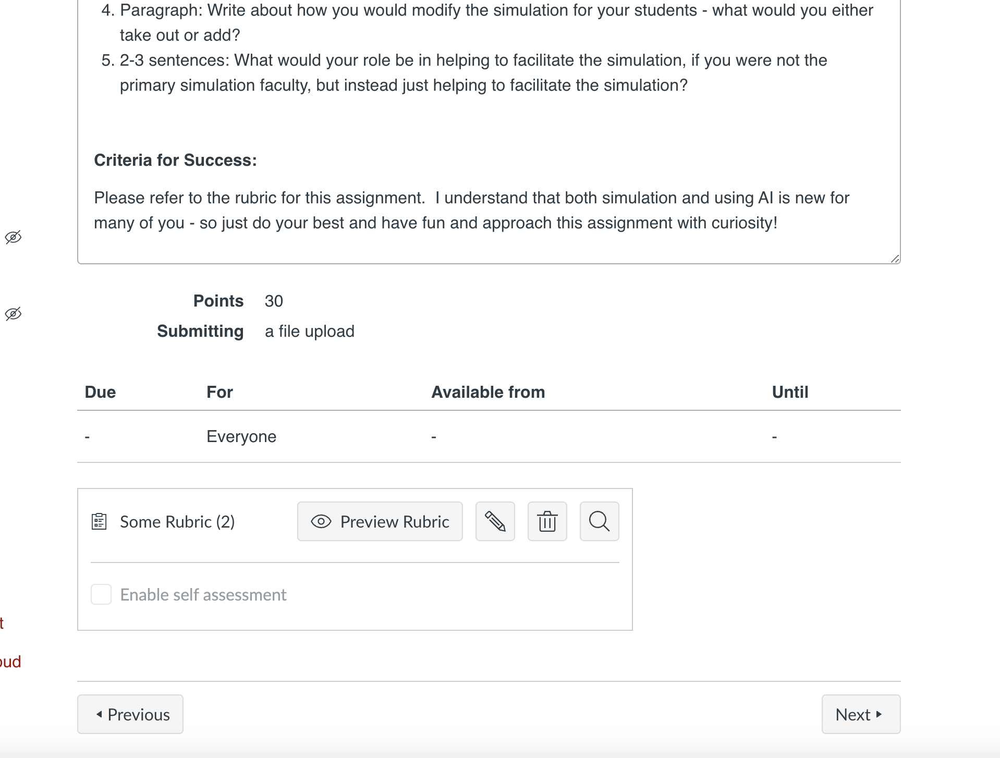 4. Paragraph: Write about how you would modify the simulation for your students - what would you either
take out or add?
5. 2-3 sentences: What would your role be in helping to facilitate the simulation, if you were not the
primary simulation faculty, but instead just helping to facilitate the simulation?
Criteria for Success:
Please refer to the rubric for this assignment.  I understand that both simulation and using AI is new for
many of you - so just do your best and have fun and approach this assignment with curiosity!
Points 30
Submitting a file upload
Due For Available from Until
- Everyone - -
Some Rubric (2) Preview Rubric
Enable self assessment
Previous Next